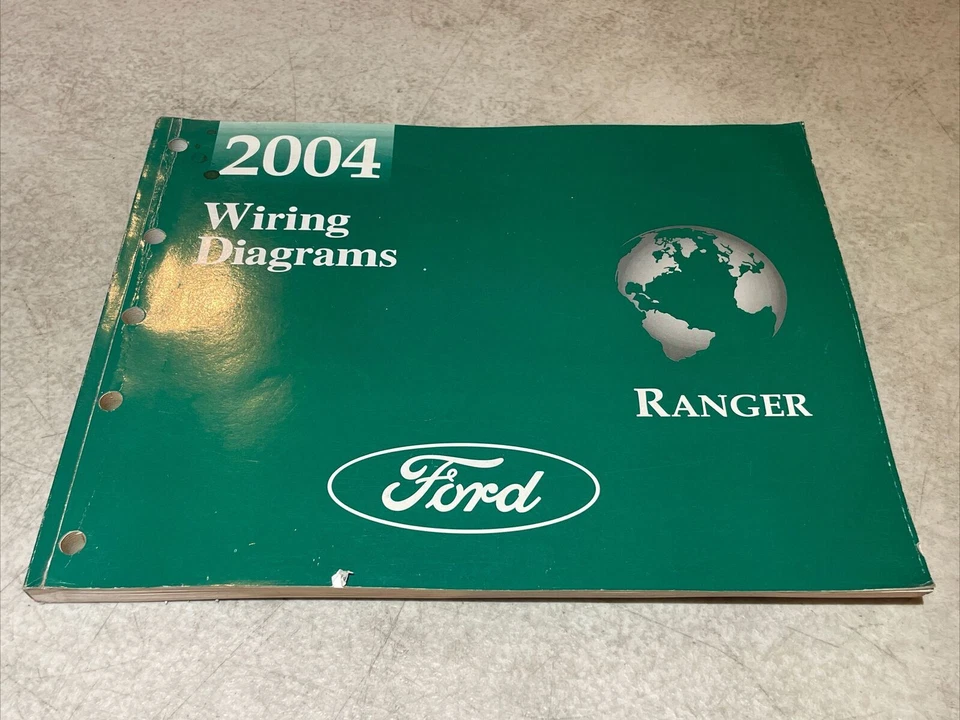 2004
Wiring
Diagrams
RANGER
Ford